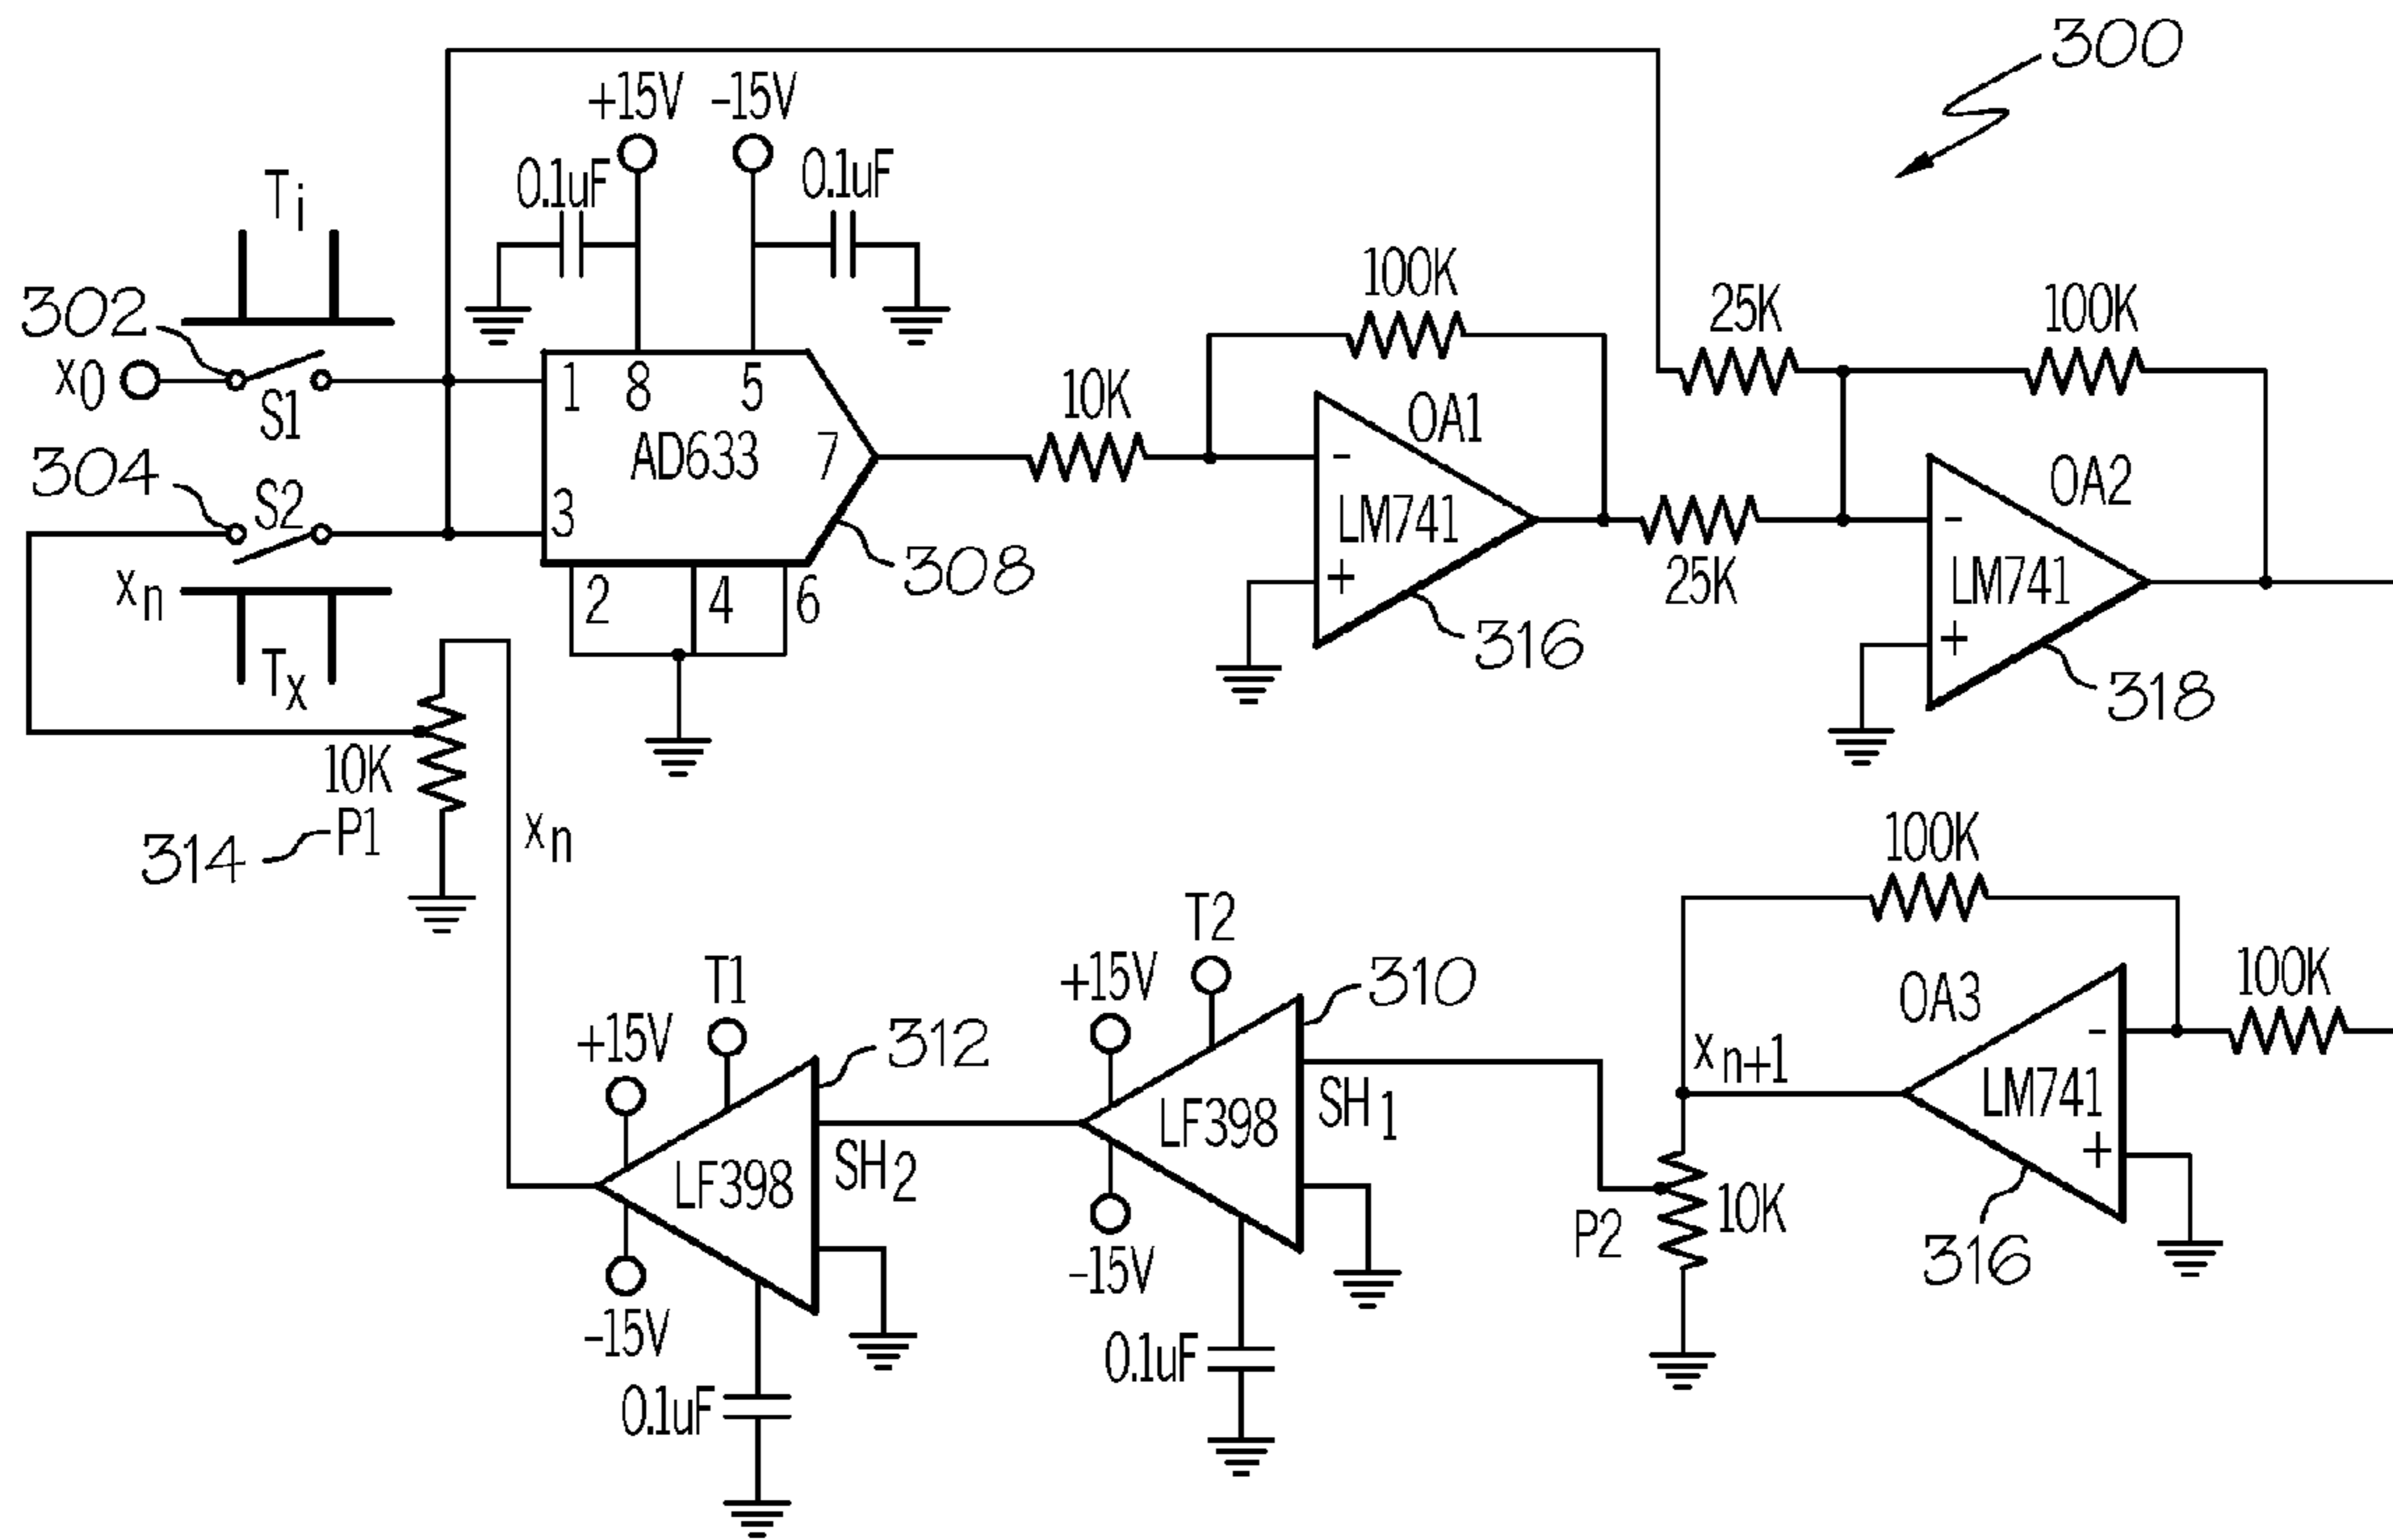 300
+15V
-15V
0.1uF
0.1uF
Ti
302
x0
S1
1
8
5
AD633
7
304
S2
3
xn
Tx
2
4
6
308
10K
100K
OA1
-
LM741
+
316
25K
100K
25K
OA2
-
LM741
+
318
10K
P1
314
xn
T1
+15V
312
LF398
SH2
-15V
0.1uF
T2
+15V
310
LF398
SH1
-15V
0.1uF
100K
OA3
100K
xn+1
-
LM741
+
P2
10K
316